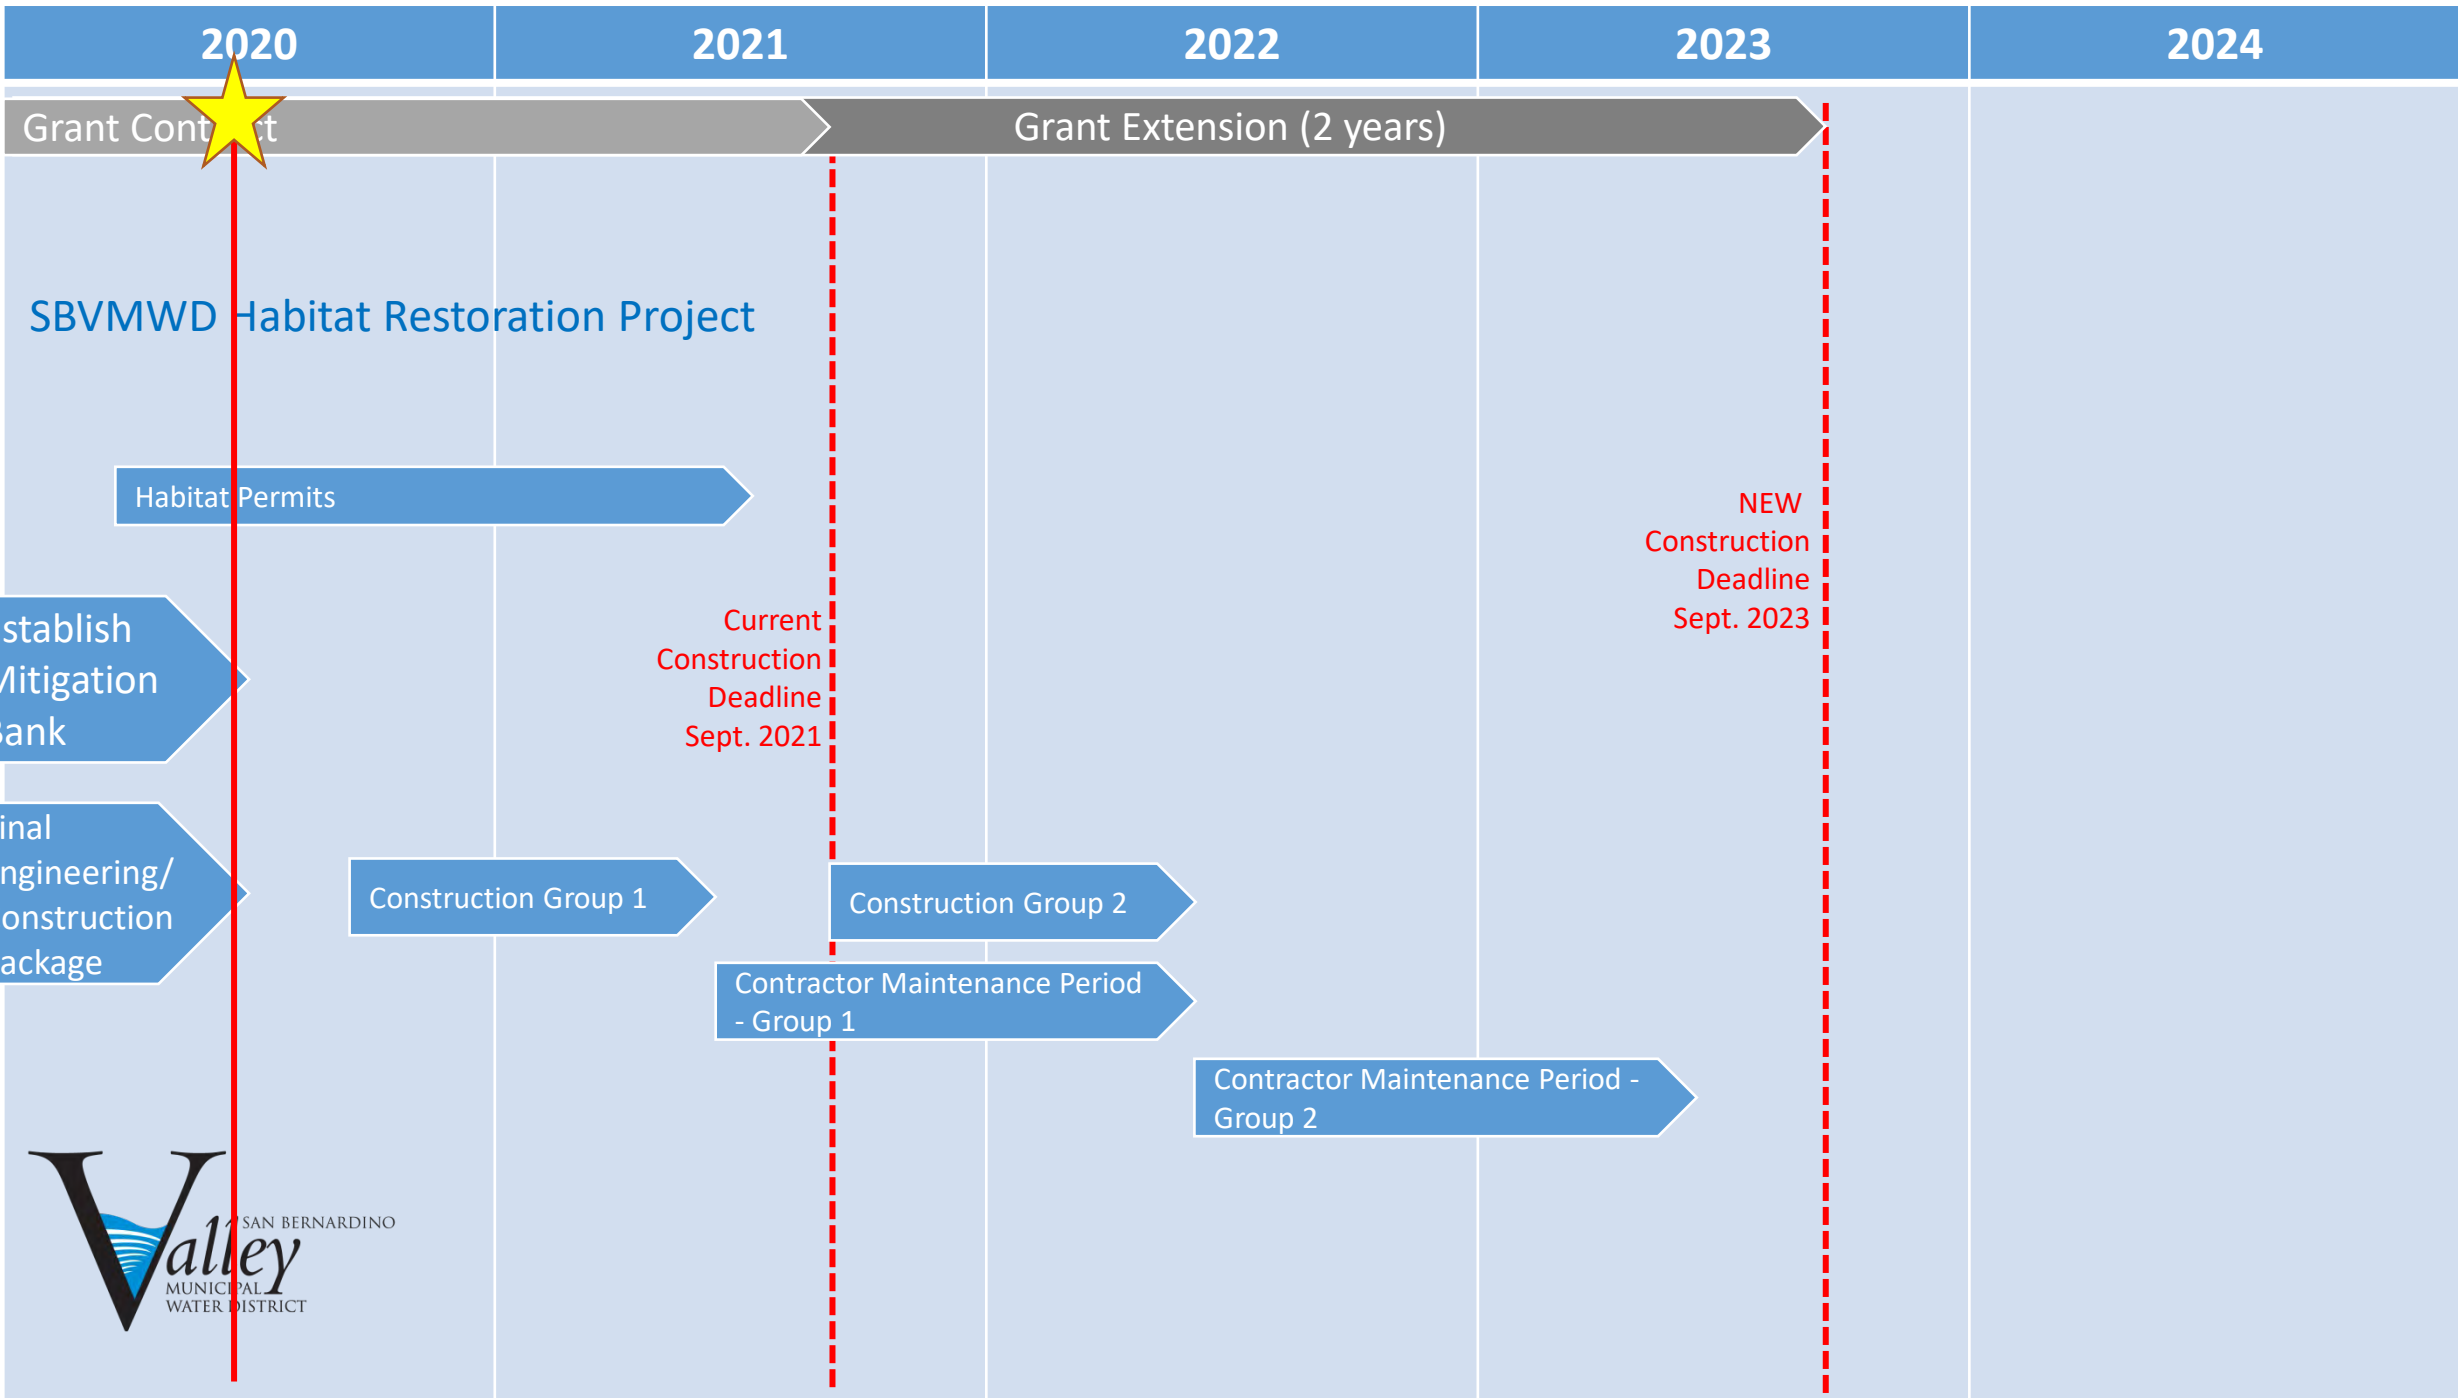 2020 2021 2022 2023 2024
Grant Cont ct
Grant Extension (2 years)
SBVMWD Habitat Restoration Project
Habitat Permits
NEW
Construction
Deadline
Sept. 2023
stablish
Mitigation
Bank
Current
Construction
Deadline
Sept. 2021
inal
ngineering/
onstruction
ackage
Construction Group 1
Construction Group 2
Contractor Maintenance Period
- Group 1
Contractor Maintenance Period -
Group 2
SAN BERNARDINO
Valley
MUNICIPAL
WATER DISTRICT